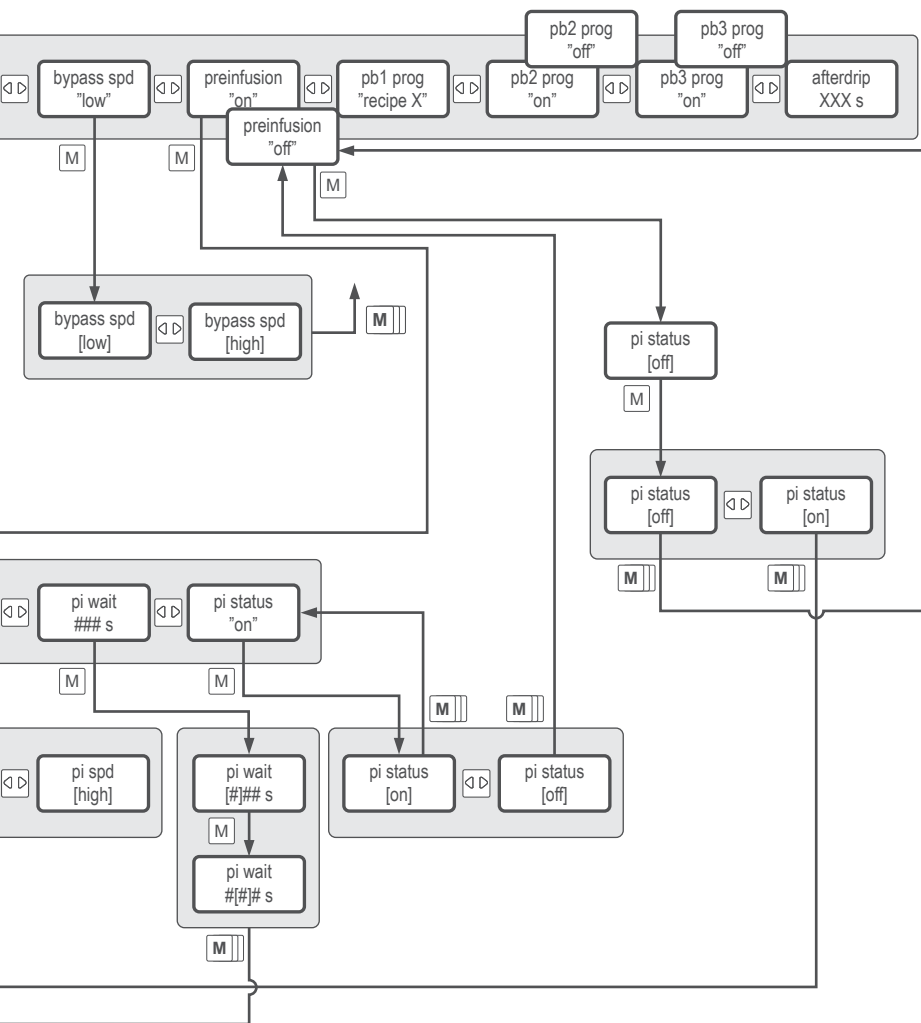 pb2 prog
”off”
pb3 prog
”off”
bypass spd
”low”
preinfusion
”on”
pb1 prog
”recipe X”
pb2 prog
”on”
pb3 prog
”on”
afterdrip
XXX s
preinfusion
”off”
M
M
M
bypass spd
[low]
bypass spd
[high]
M
pi status
[off]
M
pi status
[off]
pi status
[on]
M
M
pi wait
### s
pi status
”on”
M
M
M
M
pi spd
[high]
pi wait
[#]## s
pi status
[on]
pi status
[off]
M
pi wait
#[#]# s
M